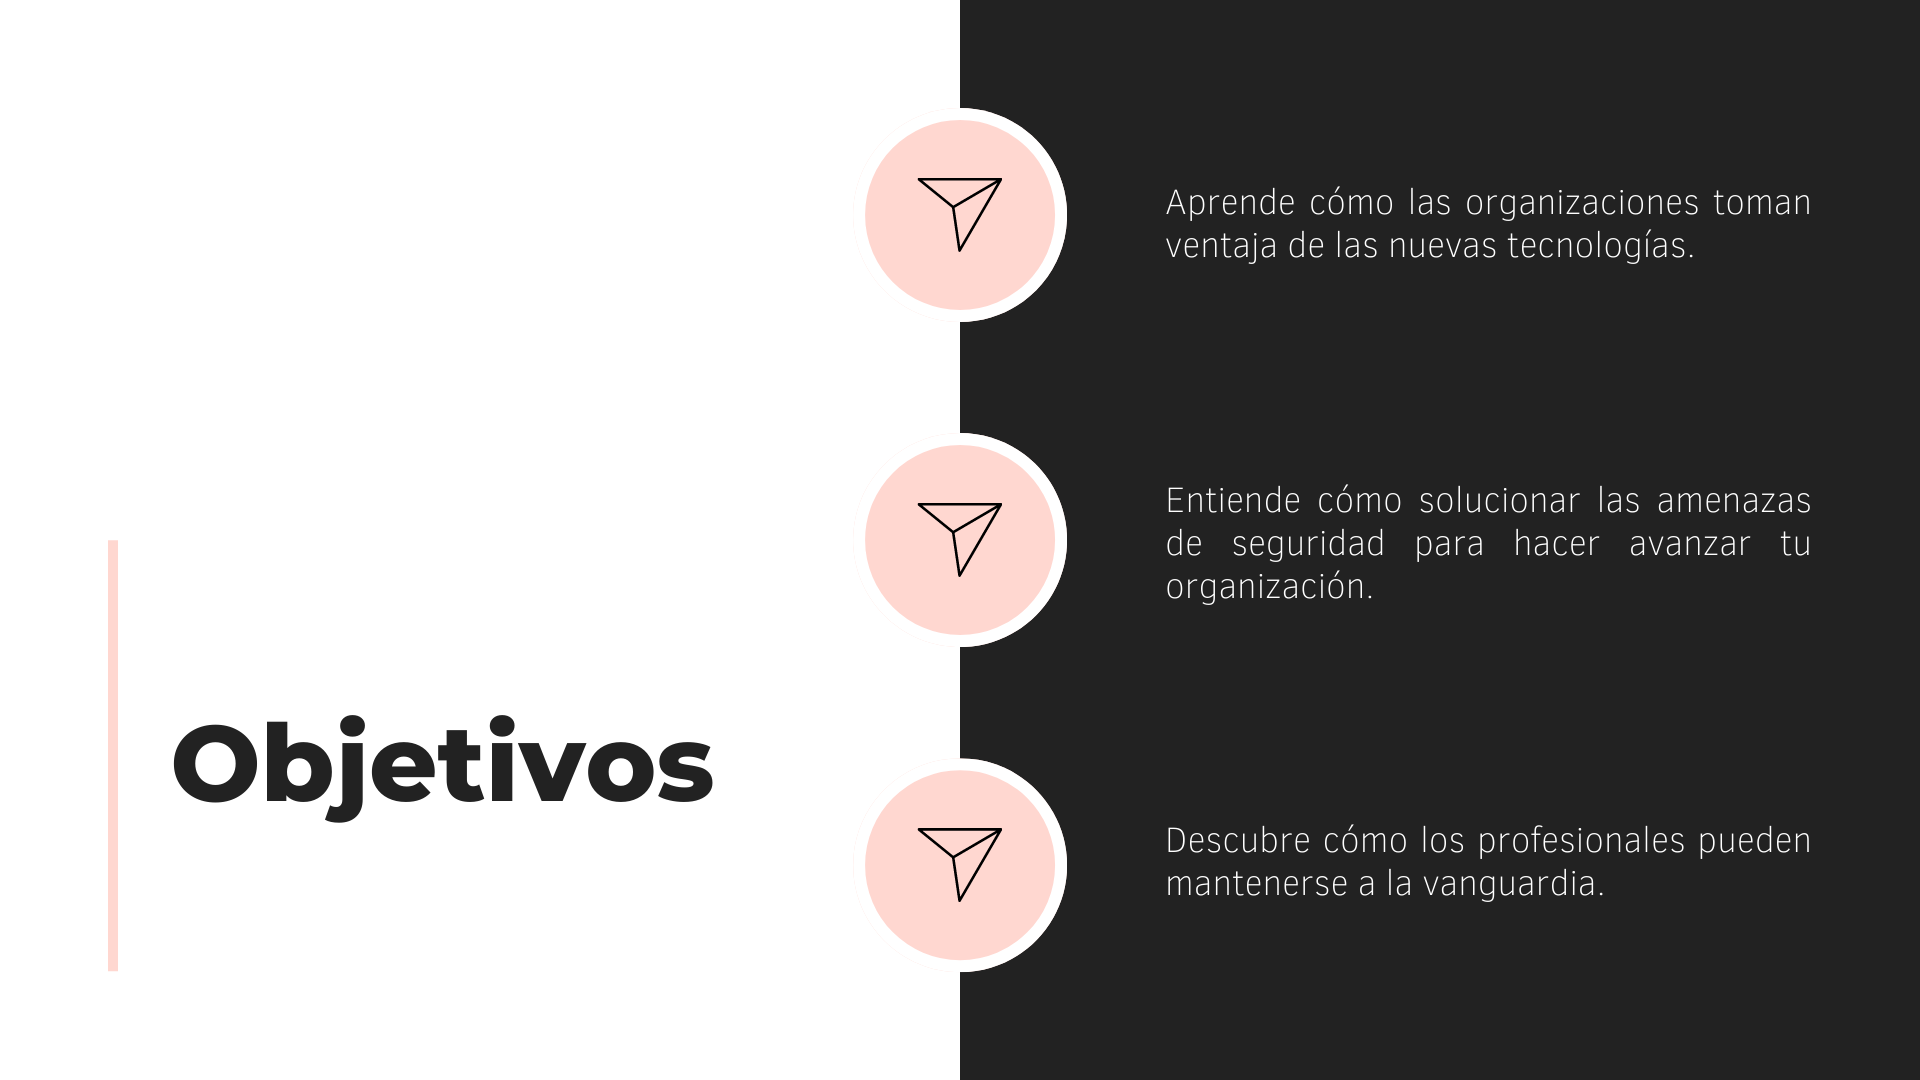 Objetivos
Aprende cómo las organizaciones toman
ventaja de las nuevas tecnologías.
Entiende cómo solucionar las amenazas
de seguridad para hacer avanzar tu
organización.
Descubre cómo los profesionales pueden
mantenerse a la vanguardia.